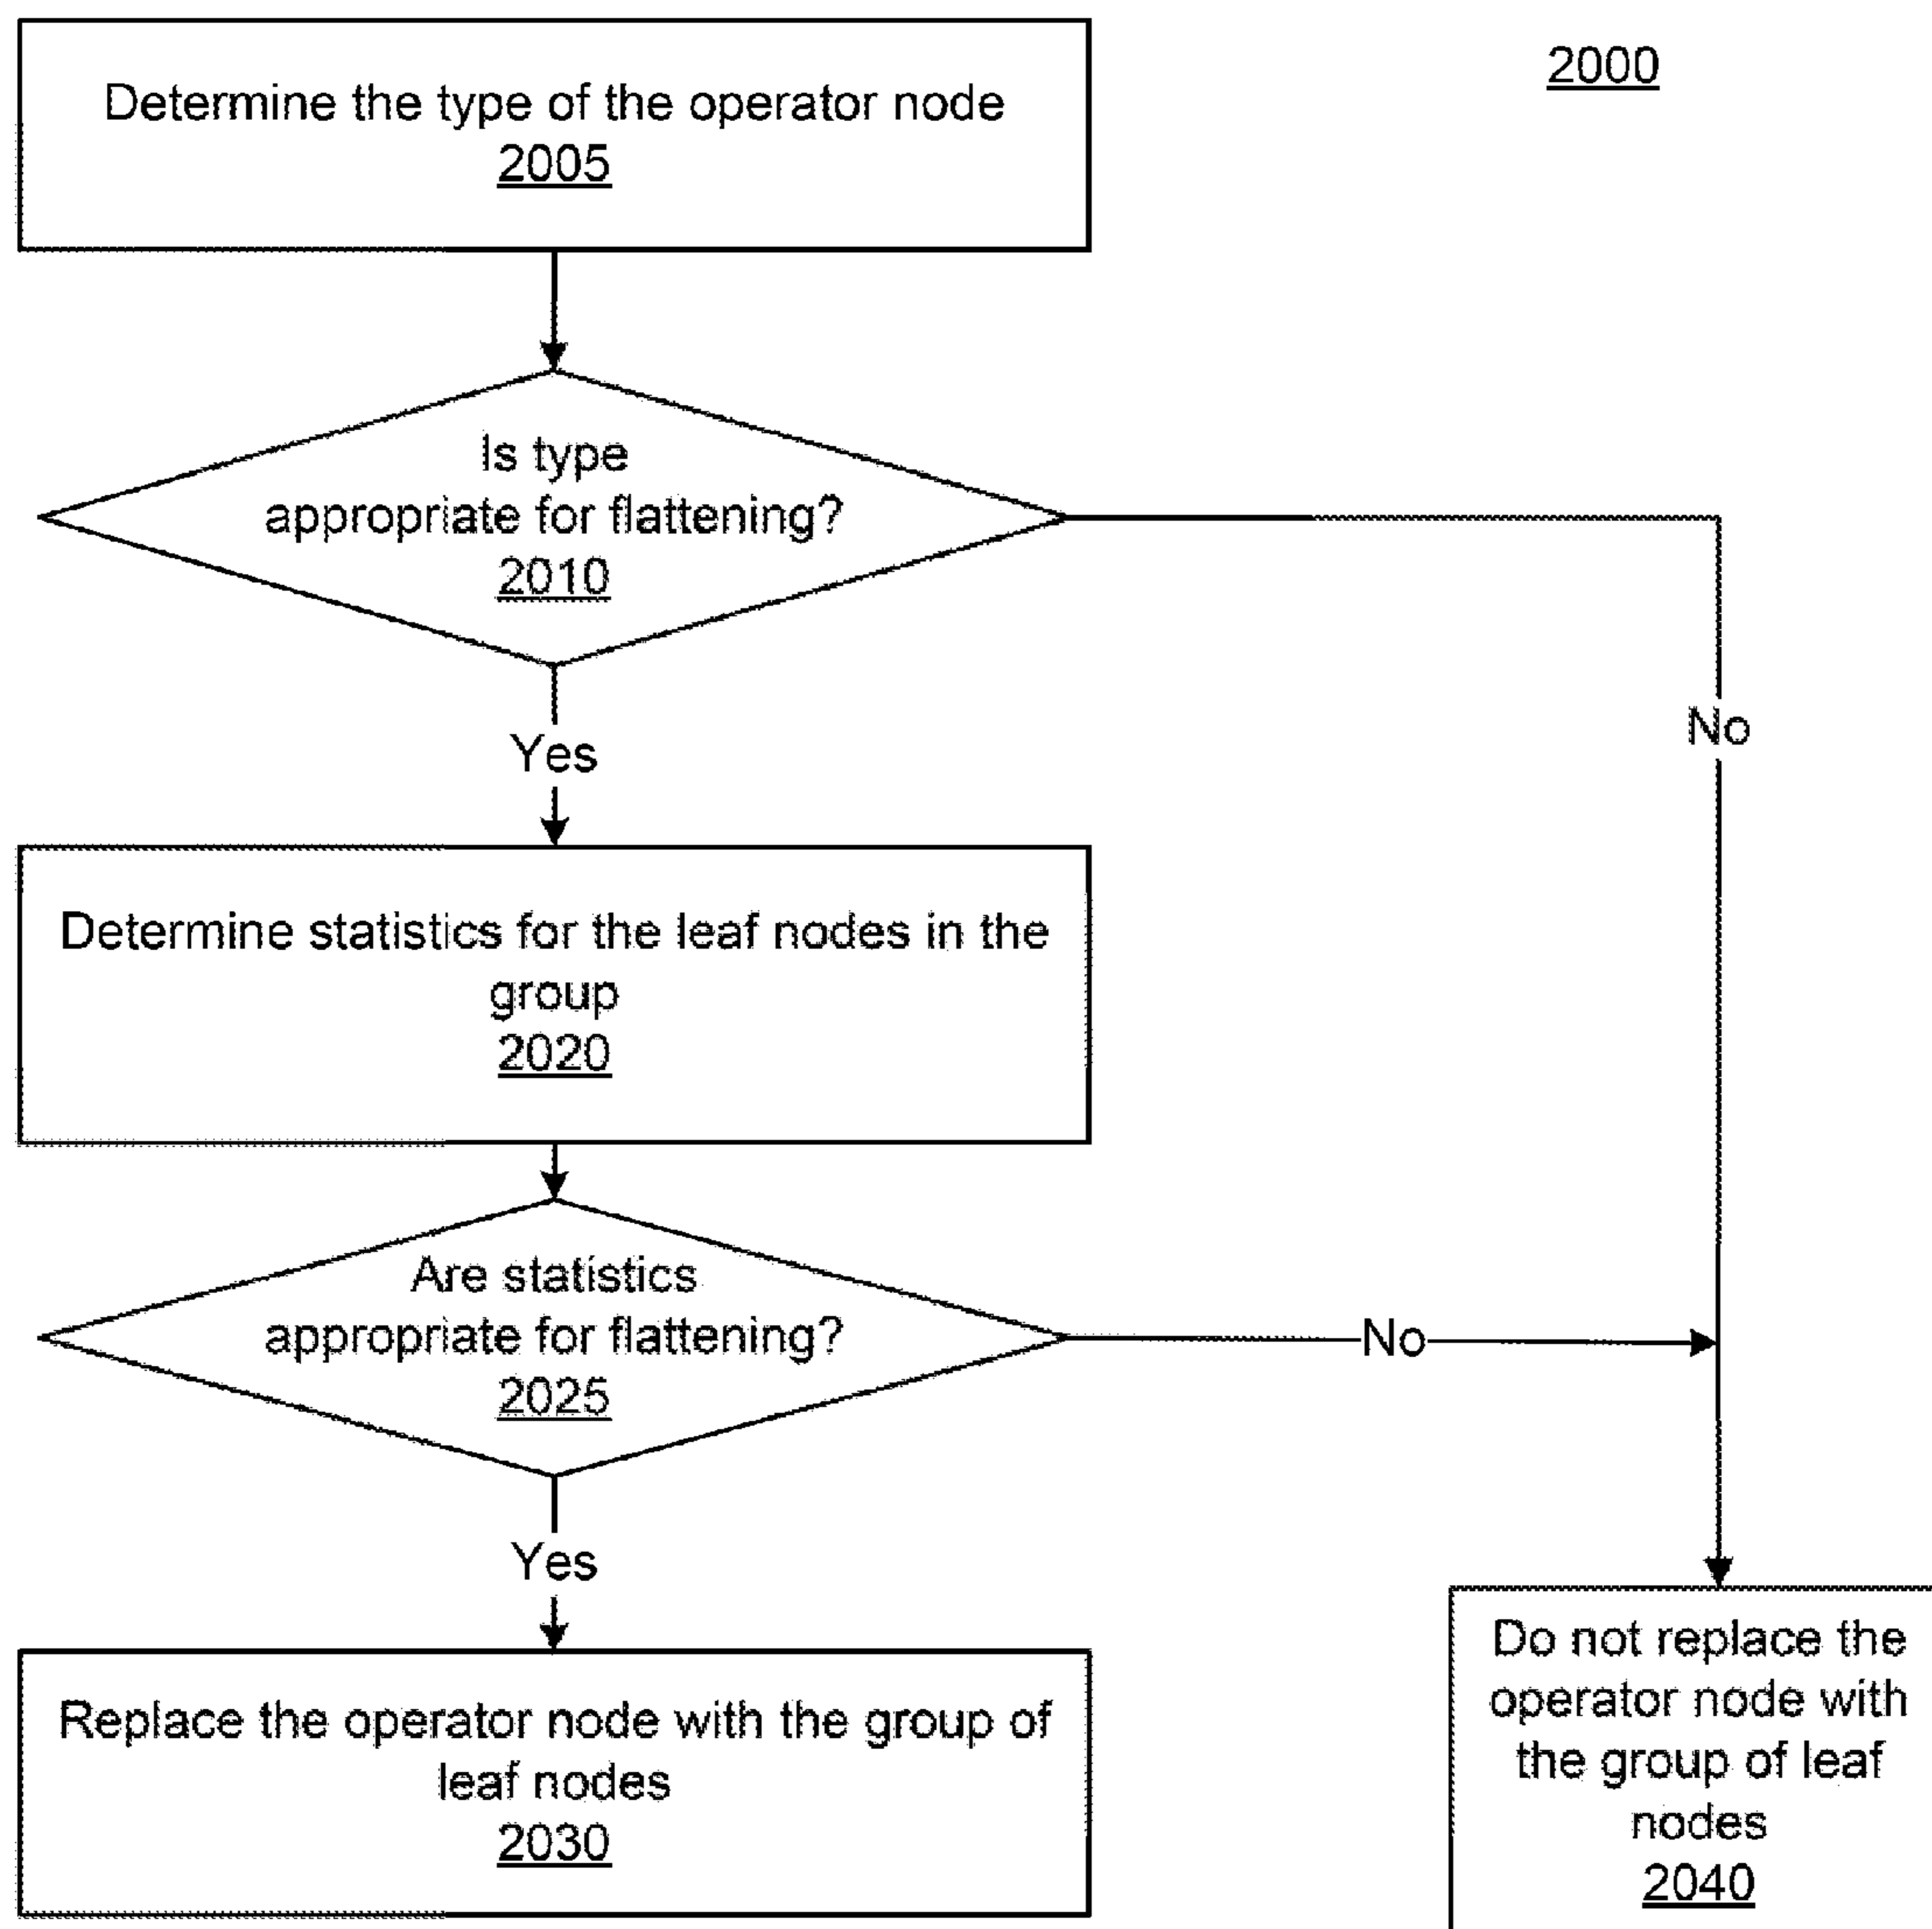 2000
Determine the type of the operator node
2005
Is type
appropriate for flattening?
2010
Yes
No
Determine statistics for the leaf nodes in the
group
2020
Are statistics
appropriate for flattening?
2025
No
Yes
Replace the operator node with the group of
leaf nodes
2030
Do not replace the
operator node with
the group of leaf
nodes
2040